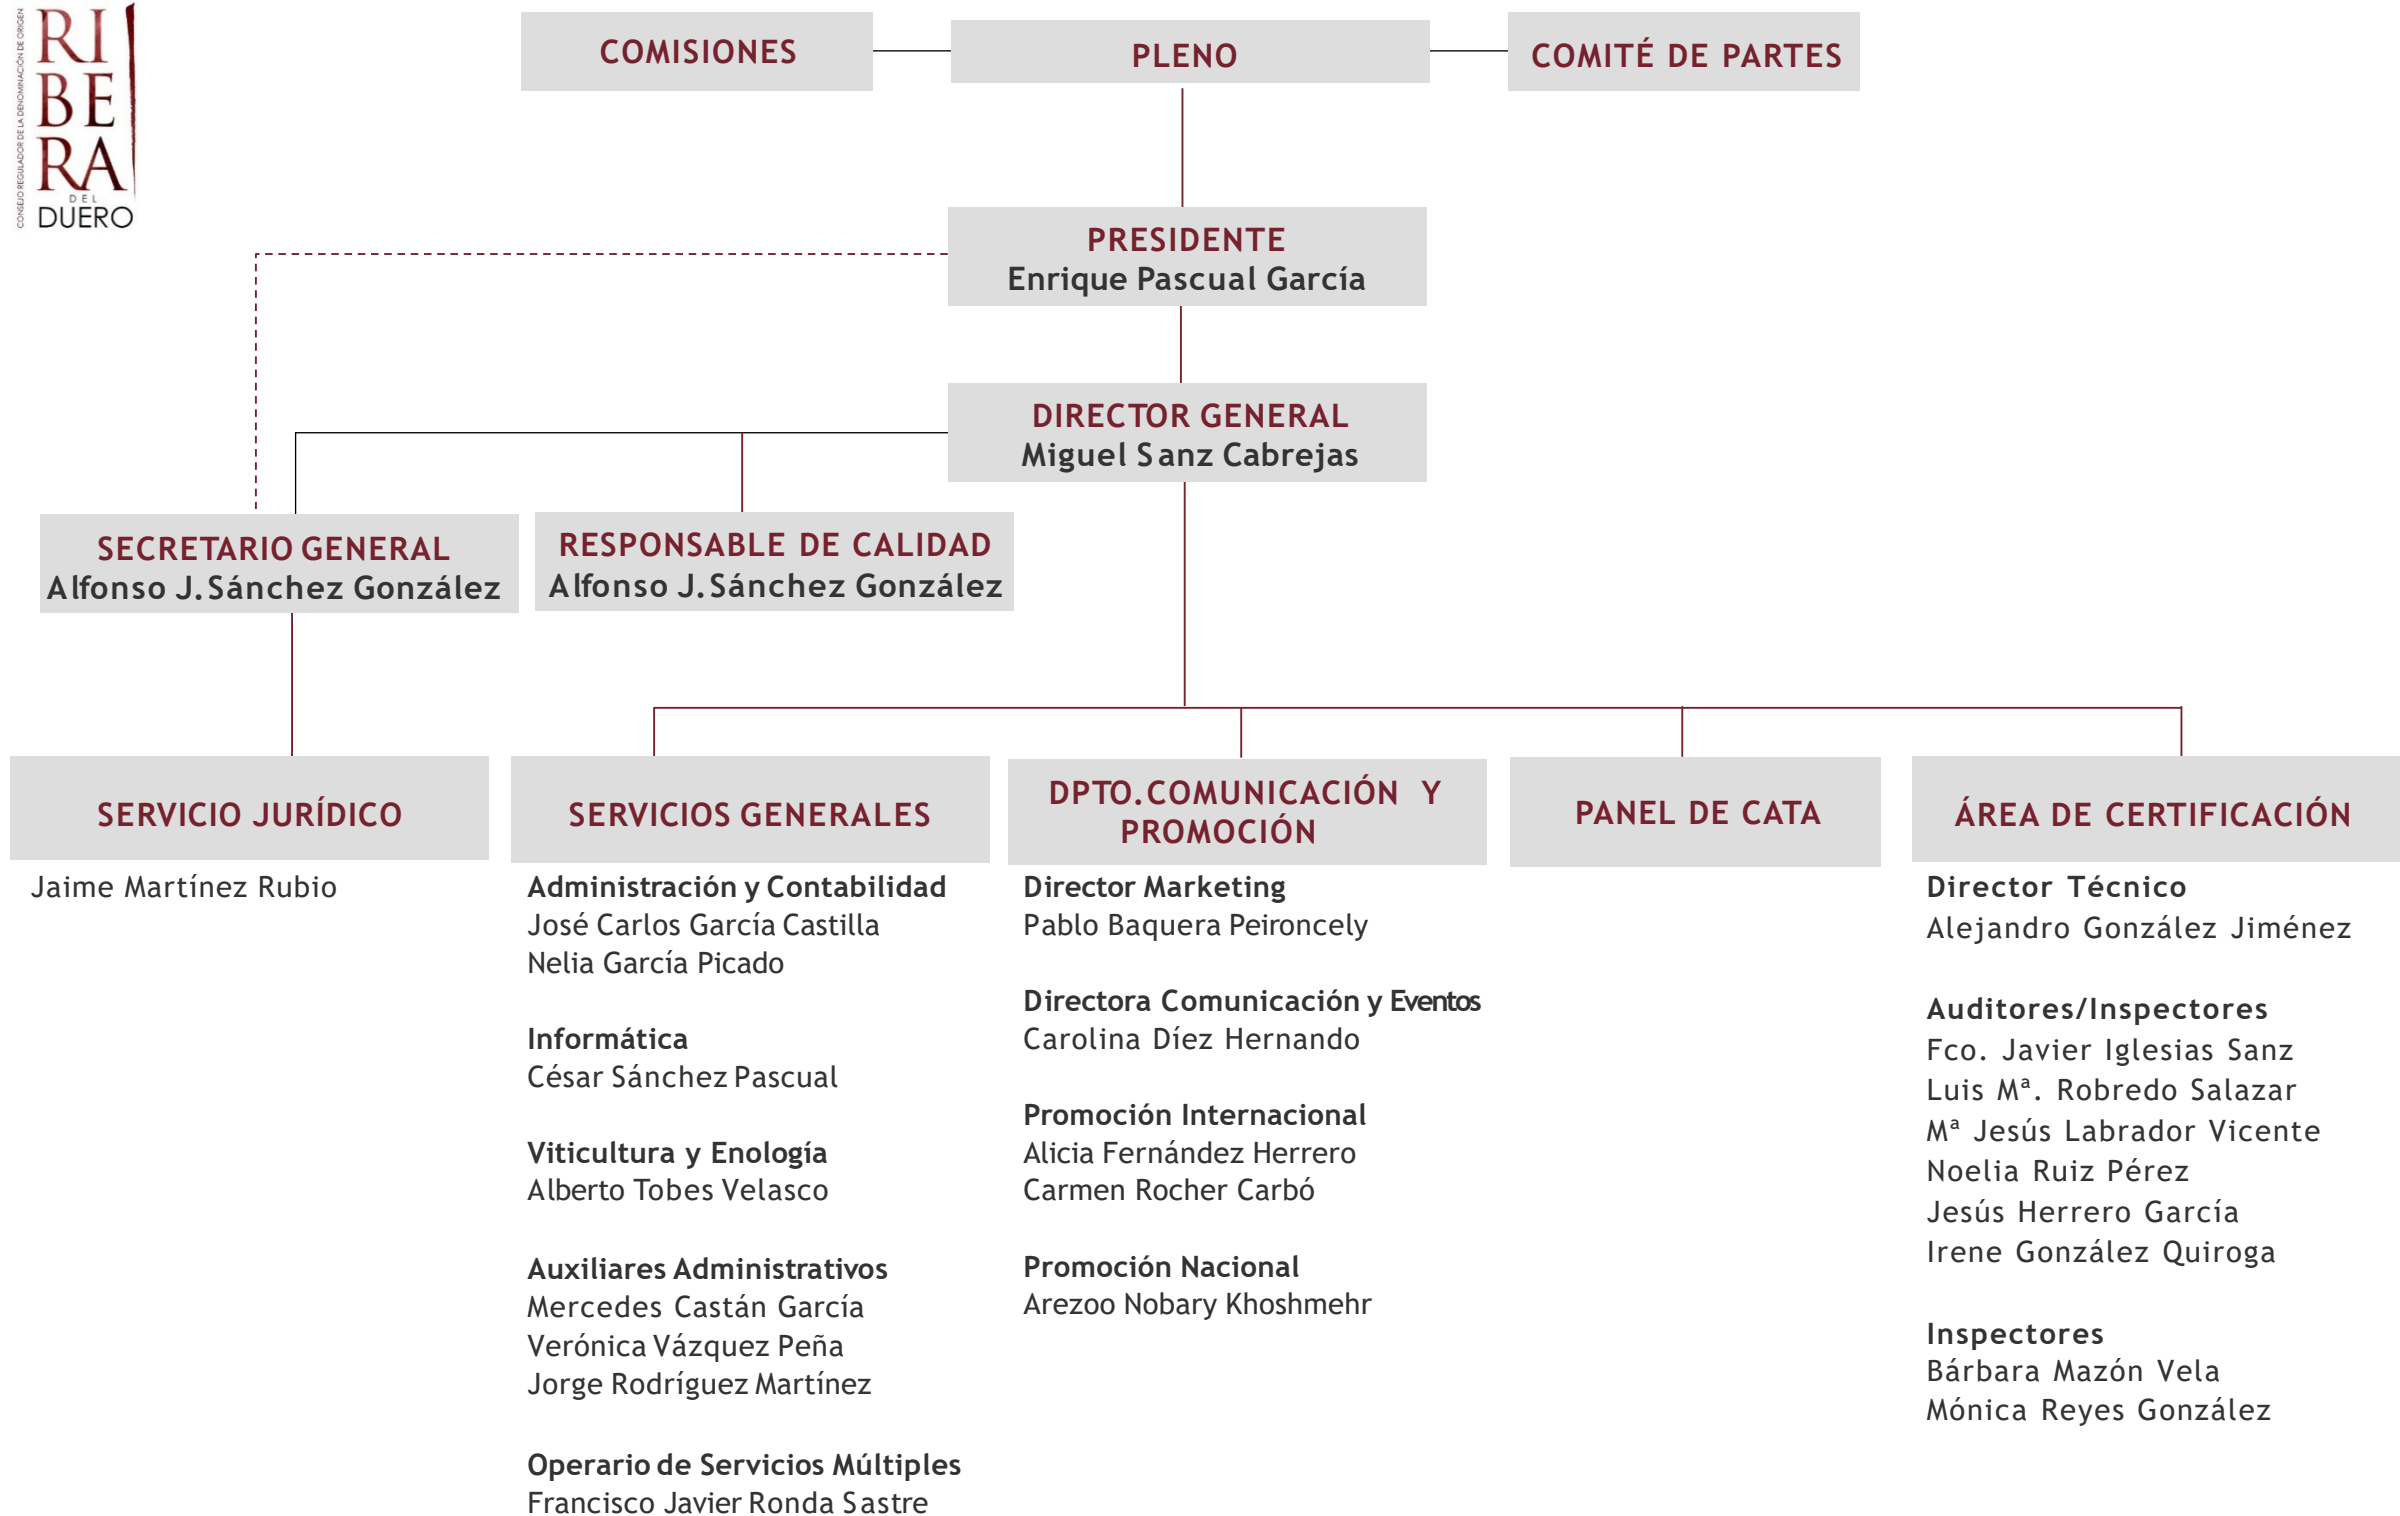 CONSEJO REGULADOR DE LA DENOMINACIÓN DE ORIGEN
RI
BE
RA
DEL
DUERO
COMISIONES
PLENO
COMITÉ DE PARTES
PRESIDENTE
Enrique Pascual García
DIRECTOR GENERAL
Miguel Sanz Cabrejas
SECRETARIO GENERAL
Alfonso J. Sánchez González
RESPONSABLE DE CALIDAD
Alfonso J. Sánchez González
SERVICIO JURÍDICO
Jaime Martínez Rubio
SERVICIOS GENERALES
Administración y Contabilidad
José Carlos García Castilla
Nelia García Picado
Informática
César Sánchez Pascual
Viticultura y Enología
Alberto Tobes Velasco
Auxiliares Administrativos
Mercedes Castán García
Verónica Vázquez Peña
Jorge Rodríguez Martínez
Operario de Servicios Múltiples
Francisco Javier Ronda Sastre
DPTO. COMUNICACIÓN Y
PROMOCIÓN
Director Marketing
Pablo Baquera Peironcely
Directora Comunicación y Eventos
Carolina Díez Hernando
Promoción Internacional
Alicia Fernández Herrero
Carmen Rocher Carbó
Promoción Nacional
Arezoo Nobary Khoshmehr
PANEL DE CATA
ÁREA DE CERTIFICACIÓN
Director Técnico
Alejandro González Jiménez
Auditores/Inspectores
Fco. Javier Iglesias Sanz
Luis Mª. Robredo Salazar
Mª Jesús Labrador Vicente
Noelia Ruiz Pérez
Jesús Herrero García
Irene González Quiroga
Inspectores
Bárbara Mazón Vela
Mónica Reyes González